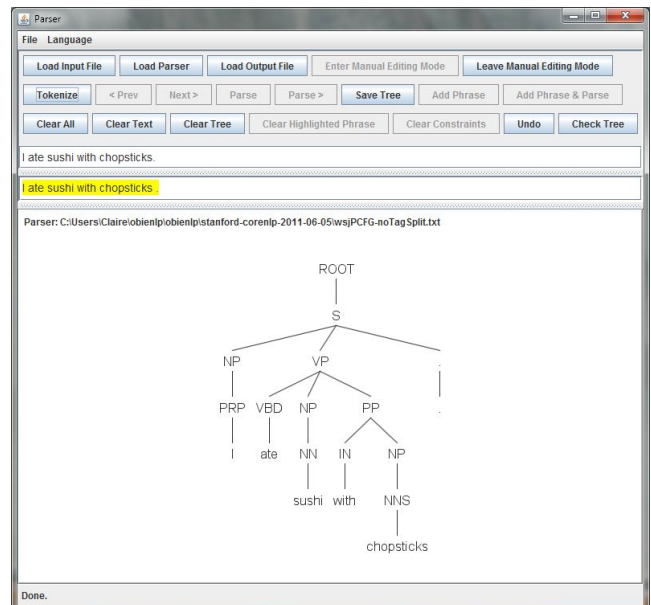 Parser
File Language
Load Input File Load Parser Load Output File Enter Manual Editing Mode Leave Manual Editing Mode
Tokenize < Prev Next > Parse Parse > Save Tree Add Phrase Add Phrase & Parse
Clear All Clear Text Clear Tree Clear Highlighted Phrase Clear Constraints Undo Check Tree
I ate sushi with chopsticks.
I ate sushi with chopsticks .
Parser: C:\Users\Claire\obienlp\obienlp\stanford-corenlp-2011-06-05\wsjPCFG-noTagSplit.txt
ROOT
S
NP VP .
PRP VBD NP PP .
I ate NN IN NP
sushi with NNS
chopsticks
Done.